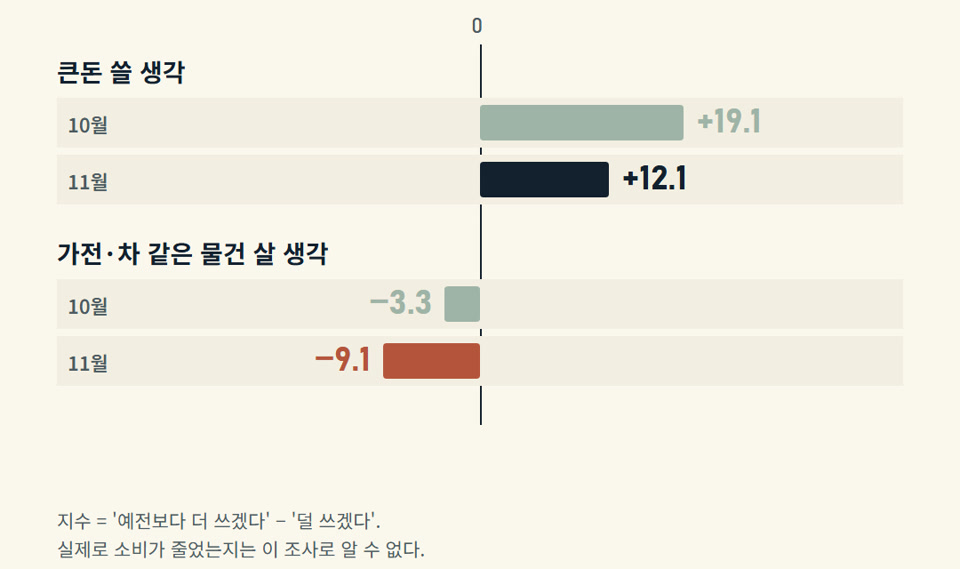 0
큰돈 쓸 생각
10월
+19.1
11월
+12.1
가전·차 같은 물건 살 생각
10월
−3.3
11월
−9.1
지수 = '예전보다 더 쓰겠다' – '덜 쓰겠다'.
실제로 소비가 줄었는지는 이 조사로 알 수 없다.